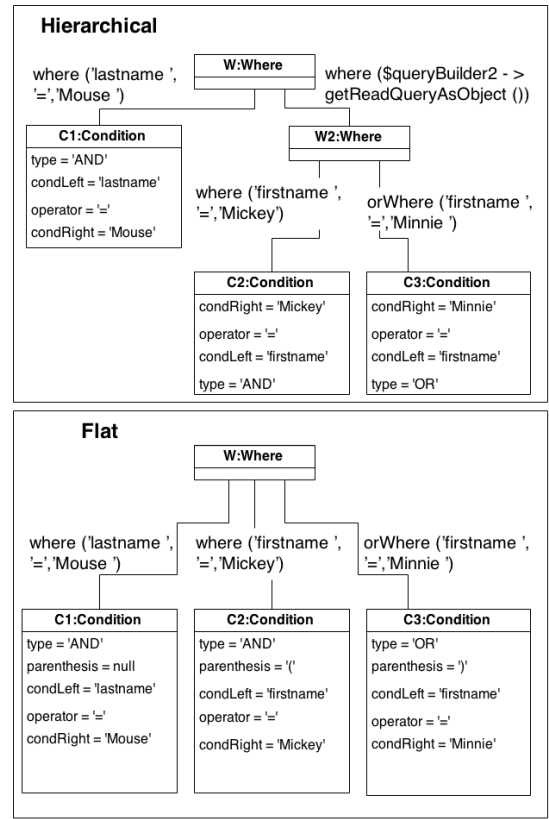 Hierarchical
W:Where
where ('lastname ',
'=','Mouse ')
where ($queryBuilder2 - >
getReadQueryAsObject ())
C1:Condition
type = 'AND'
condLeft = 'lastname'
operator = '='
condRight = 'Mouse'
W2:Where
where ('firstname ',
'=','Mickey')
orWhere ('firstname ',
'=','Minnie ')
C2:Condition
condRight = 'Mickey'
operator = '='
condLeft = 'firstname'
type = 'AND'
C3:Condition
condRight = 'Minnie'
operator = '='
condLeft = 'firstname'
type = 'OR'
Flat
W:Where
where ('lastname ',
'=','Mouse ')
where ('firstname ',
'=','Mickey')
orWhere ('firstname ',
'=','Minnie ')
C1:Condition
type = 'AND'
parenthesis = null
condLeft = 'lastname'
operator = '='
condRight = 'Mouse'
C2:Condition
type = 'AND'
parenthesis = '('
condLeft = 'firstname'
operator = '='
condRight = 'Mickey'
C3:Condition
type = 'OR'
parenthesis = ')'
condLeft = 'firstname'
operator = '='
condRight = 'Minnie'